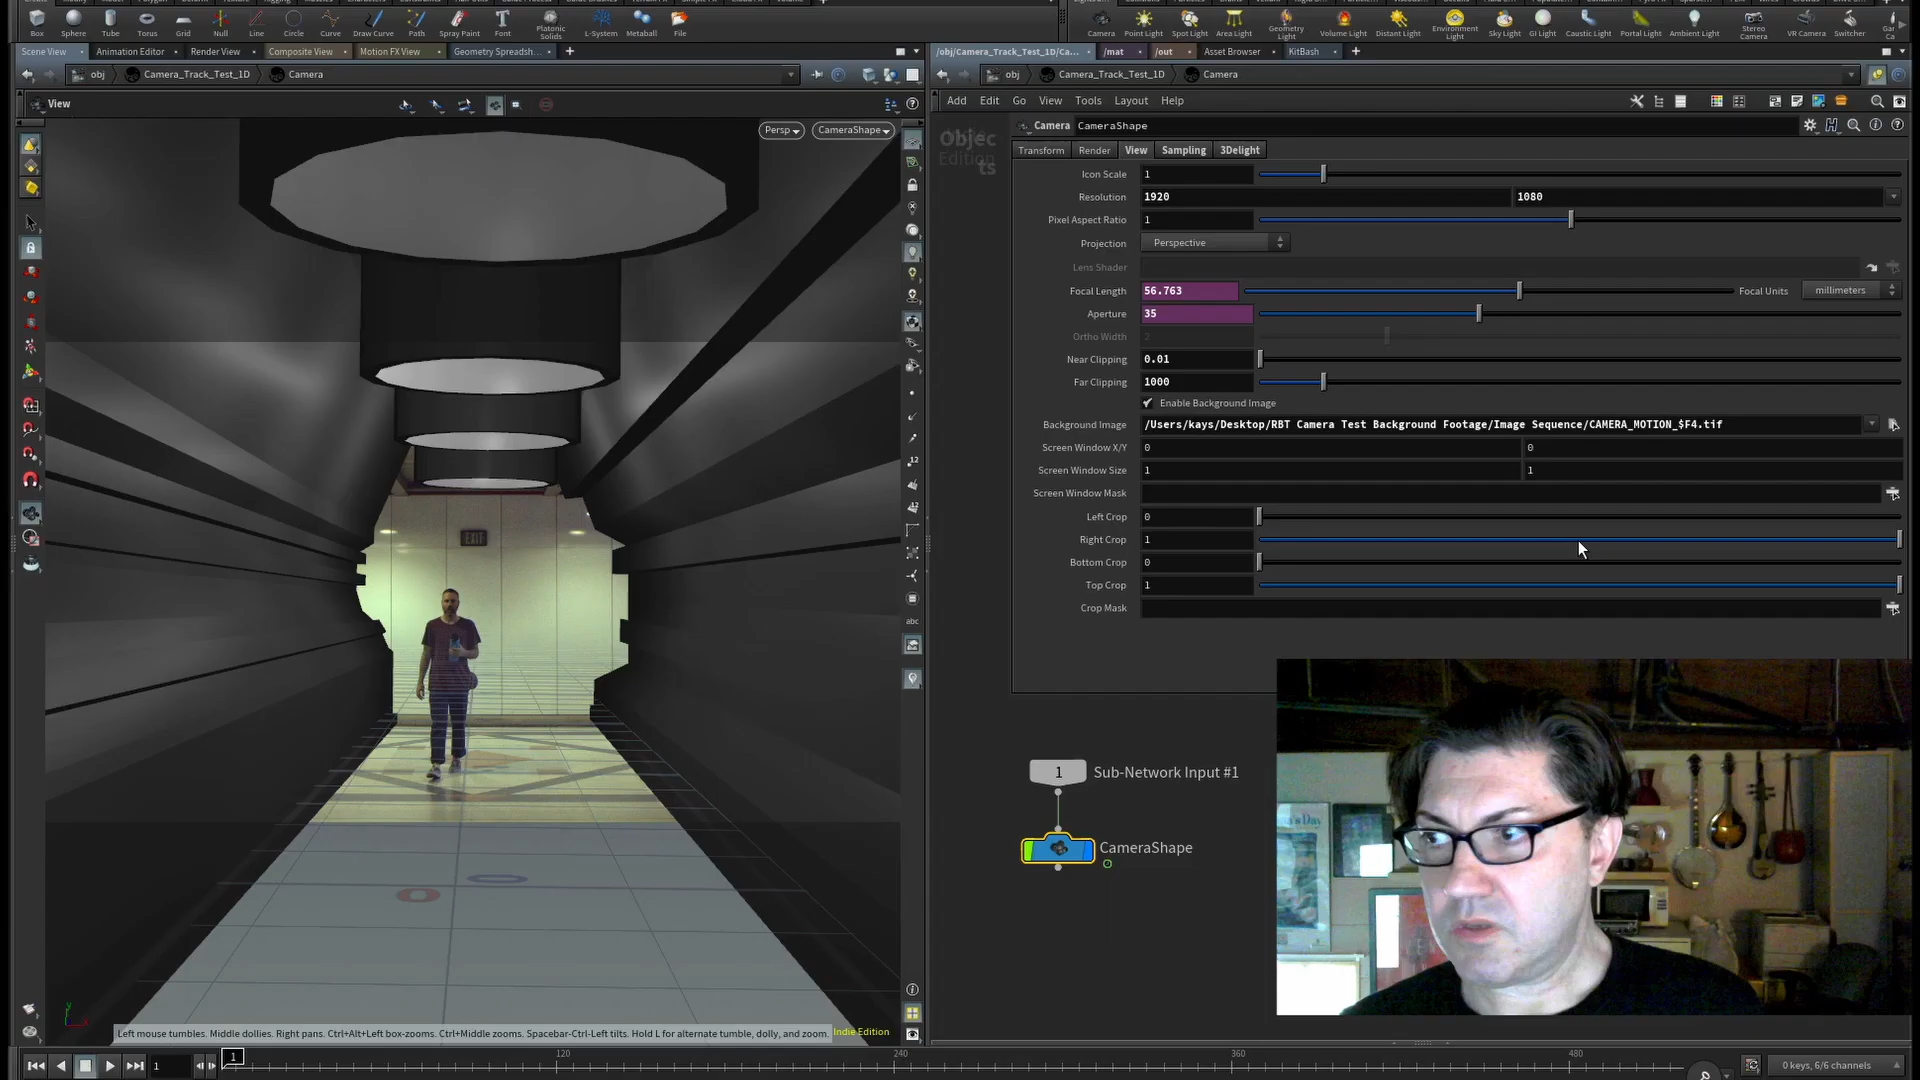 Box Sphere Tube Torus Grid Null Line Circle Curve Draw Curve Path Spray Paint Font Platonic Solids L-System Metaball File
Camera Point Light Spot Light Area Light Geometry Light Volume Light Distant Light Environment Light Sky Light GI Light Caustic Light Portal Light Ambient Light Stereo Camera VR Camera Switcher
Scene View Animation Editor Render View Composite View Motion FX View Geometry Spreadsh...
/obj/Camera_Track_Test_1D/Ca... /mat /out Asset Browser KitBash
obj Camera_Track_Test_1D Camera
obj Camera_Track_Test_1D Camera
View
Add Edit Go View Tools Layout Help
Persp CameraShape
Objec
ts
Edition
Camera CameraShape
Transform Render View Sampling 3Delight
Icon Scale 1
Resolution 1920 1080
Pixel Aspect Ratio 1
Projection Perspective
Lens Shader
Focal Length 56.763 Focal Units millimeters
Aperture 35
Ortho Width 2
Near Clipping 0.01
Far Clipping 1000
Enable Background Image
Background Image /Users/kays/Desktop/RBT Camera Test Background Footage/Image Sequence/CAMERA_MOTION_$F4.tif
Screen Window X/Y 0 0
Screen Window Size 1 1
Screen Window Mask
Left Crop 0
Right Crop 1
Bottom Crop 0
Top Crop 1
Crop Mask
EXIT
abc
1 Sub-Network Input #1
CameraShape
Left mouse tumbles. Middle dollies. Right pans. Ctrl+Alt+Left box-zooms. Ctrl+Middle zooms. Spacebar-Ctrl-Left tilts. Hold L for alternate tumble, dolly, and zoom. Indie Edition
1 1 120 240 360 480 0 keys, 6/6 channels